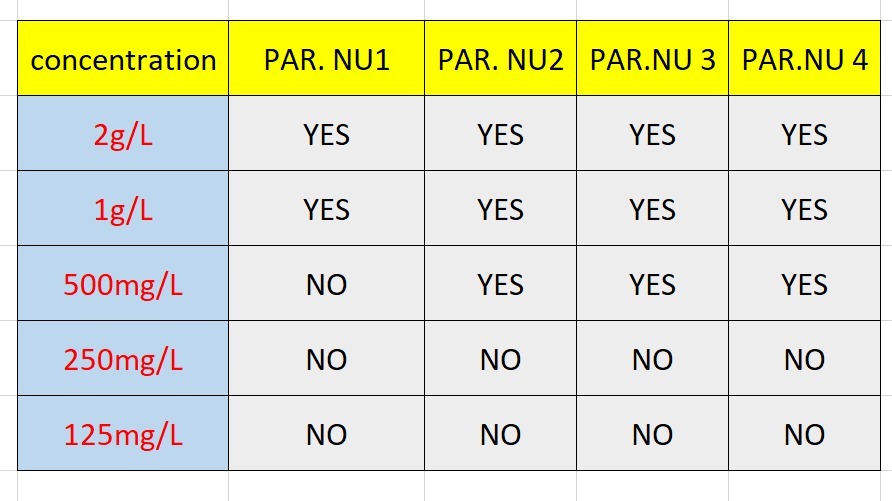 concentration PAR. NU1 PAR. NU2 PAR.NU 3 PAR.NU 4
2g/L YES YES YES YES
1g/L YES YES YES YES
500mg/L NO YES YES YES
250mg/L NO NO NO NO
125mg/L NO NO NO NO